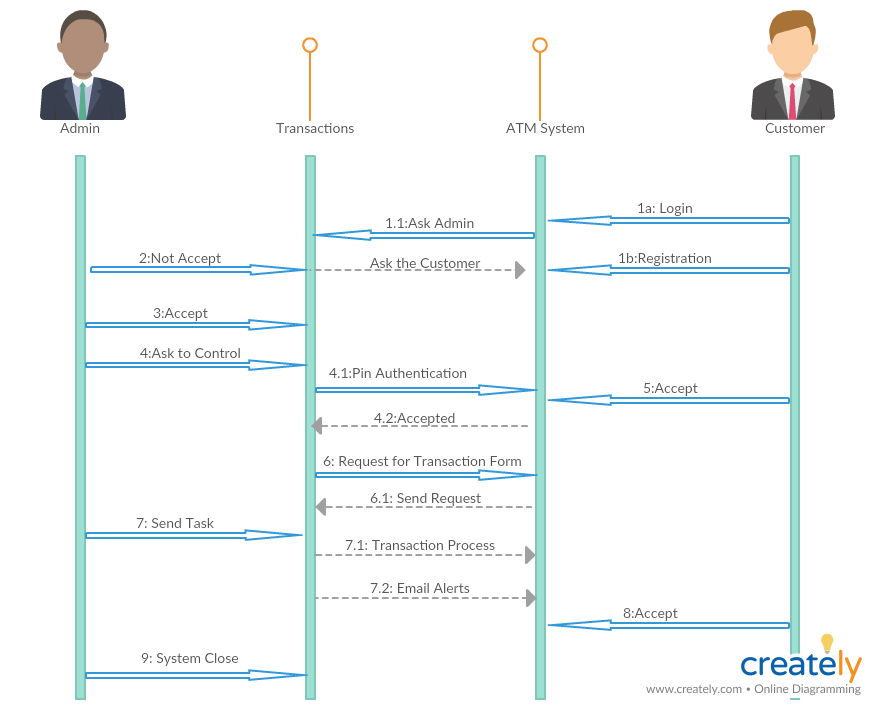 Admin
Transactions
ATM System
Customer
1a: Login
1.1:Ask Admin
2:Not Accept
Ask the Customer
1b:Registration
3:Accept
4:Ask to Control
4.1:Pin Authentication
5:Accept
4.2:Accepted
6: Request for Transaction Form
6.1: Send Request
7: Send Task
7.1: Transaction Process
7.2: Email Alerts
8:Accept
9: System Close
creately
www.creately.com • Online Diagramming